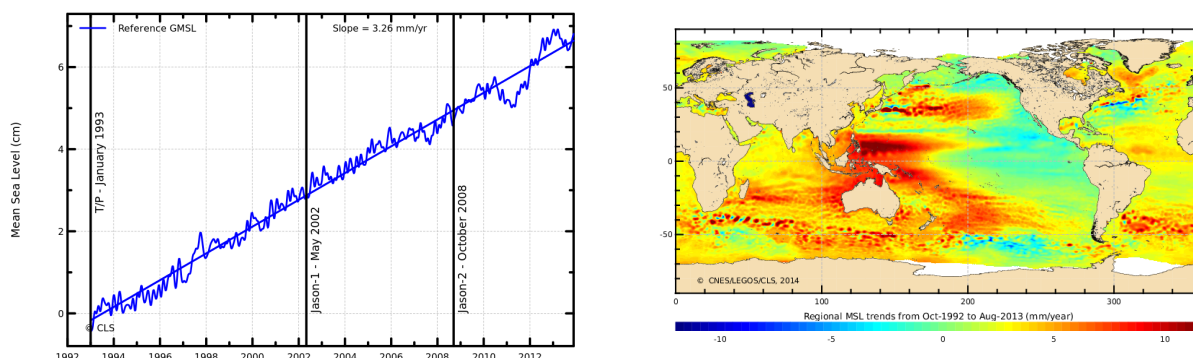 Reference GMSL
Slope = 3.26 mm/yr
Mean Sea Level (cm)
6
4
2
0
T/P - January 1993
Jason-1 - May 2002
Jason-2 - October 2008
© CLS
1992 1994 1996 1998 2000 2002 2004 2006 2008 2010 2012
50
0
-50
© CNES/LEGOS/CLS, 2014
0 100 200 300
Regional MSL trends from Oct-1992 to Aug-2013 (mm/year)
-10 -5 0 5 10